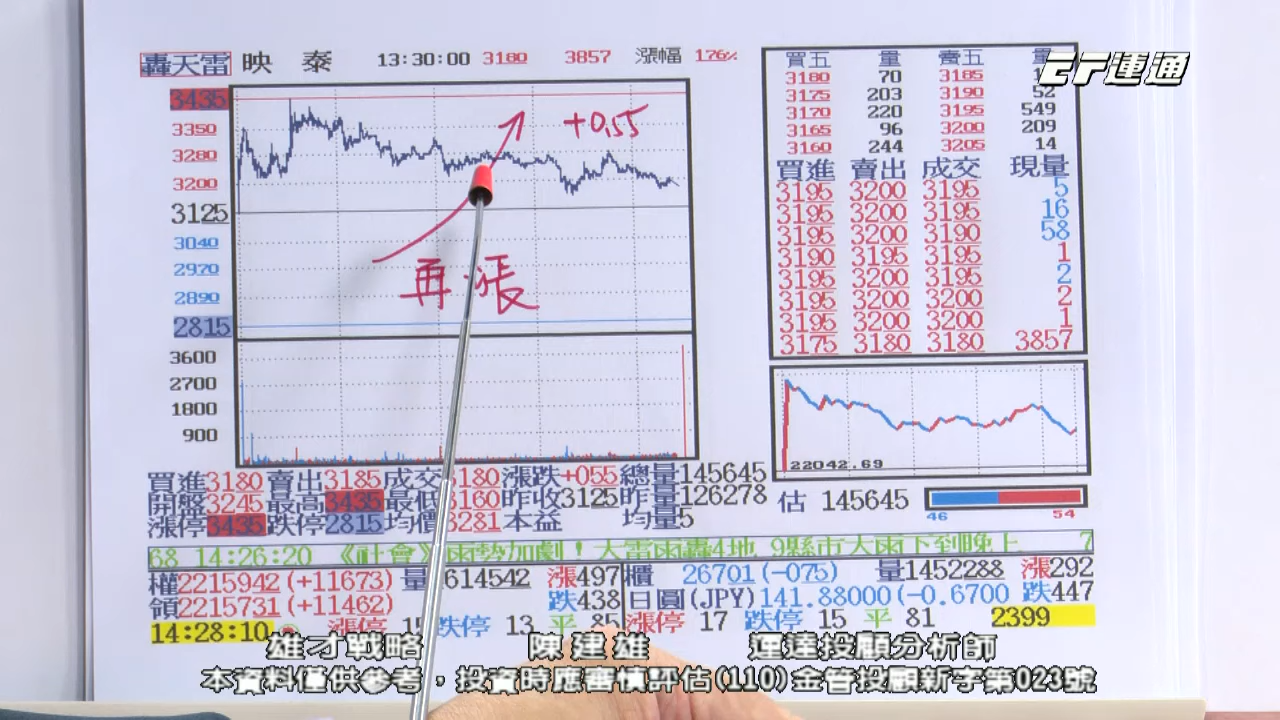 轟天雷 映 泰 13:30:00 3180 3857 漲幅 176%
EF運通
3435
3350
3280
3200
3125
3040
2970
2890
2815
3600
2700
1800
900
+0.55
再漲
買五 量 賣五 量
3180 70 3185
3175 203 3190 52
3170 220 3195 549
3165 96 3200 209
3160 244 3205 14
買進 賣出 成交 現量
3195 3200 3195 5
3195 3200 3195 16
3195 3200 3190 58
3190 3195 3195 1
3195 3200 3195 2
3195 3200 3200 2
3195 3200 3200 1
3175 3180 3180 3857
22042.69
買進3180 賣出3185 成交3180 漲跌+055 總量145645
開盤3245 最高3435 最低3160 昨收3125 昨量126278
漲停3435 跌停2815 均價3281 本益 均量5
估 145645
46 54
68 14:26:20 《社會》雨勢加劇!大雷雨轟4地 9縣市大雨下到晚上 7
權2215942(+11673) 量 614542 漲497 櫃 26701(-075) 量1452288 漲292
領2215731(+11462) 跌438 日圓(JPY)141.88000(-0.6700 跌447
14:28:10 漲停 15 跌停 13 平 85 漲停 17 跌停 15 平 81 2399
雄才戰略 陳建雄 運達投顧分析師
本資料僅供參考,投資時應審慎評估(110)金管投顧新字第023號